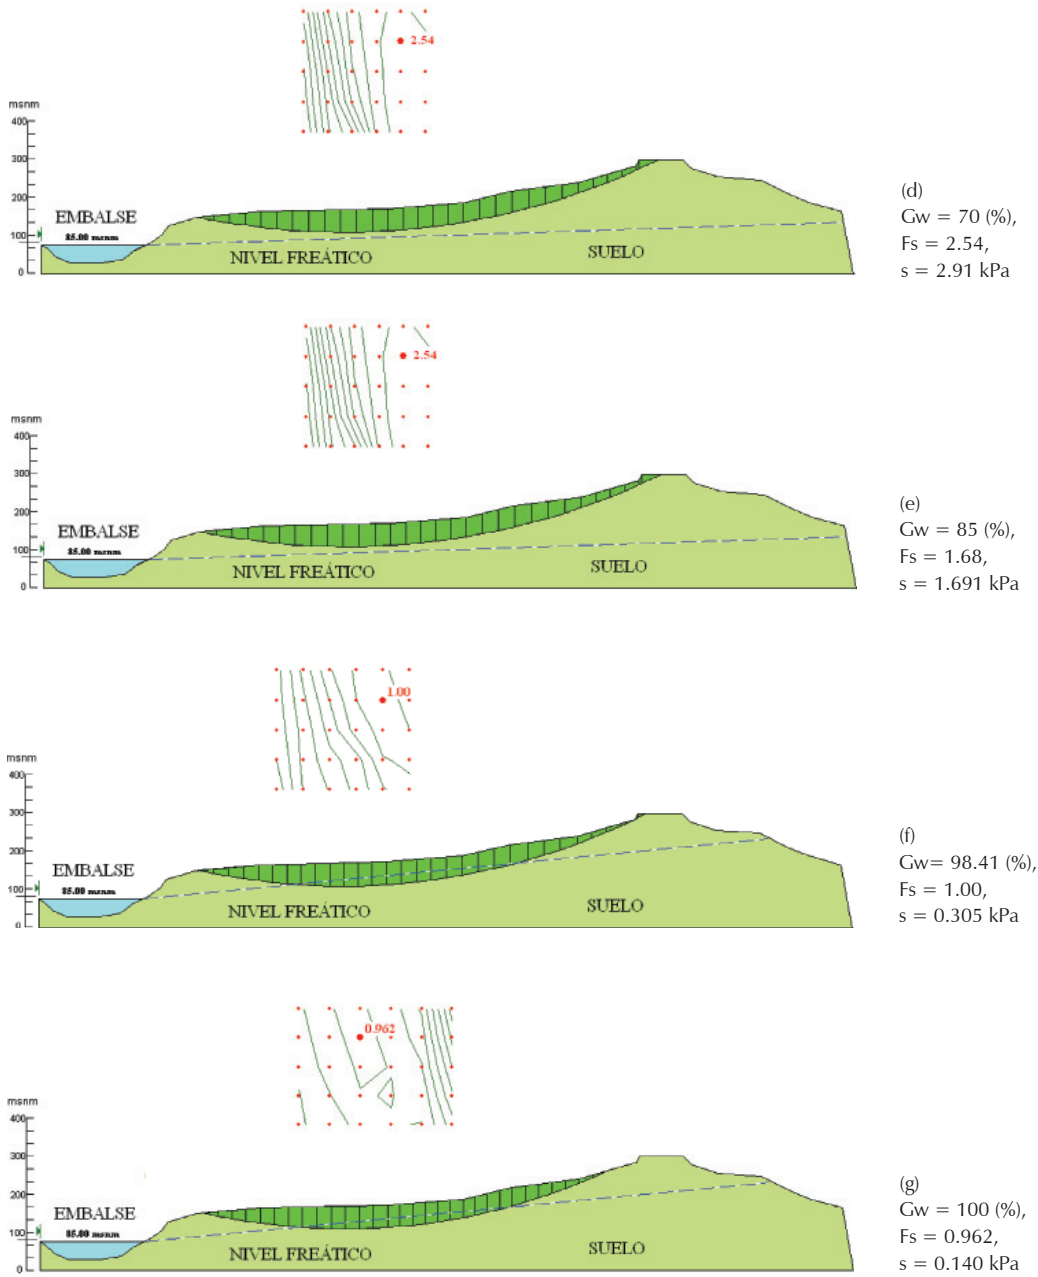 2.54
msnm
400
300
200
100
0
EMBALSE
85.00 msnm
NIVEL FREÁTICO
SUELO
(d)
Gw = 70 (%),
Fs = 2.54,
s = 2.91 kPa
2.54
msnm
400
300
200
100
0
EMBALSE
85.00 msnm
NIVEL FREÁTICO
SUELO
(e)
Gw = 85 (%),
Fs = 1.68,
s = 1.691 kPa
1.00
msnm
400
300
200
100
0
EMBALSE
85.00 msnm
NIVEL FREÁTICO
SUELO
(f)
Gw= 98.41 (%),
Fs = 1.00,
s = 0.305 kPa
0.962
msnm
400
300
200
100
0
EMBALSE
85.00 msnm
NIVEL FREÁTICO
SUELO
(g)
Gw = 100 (%),
Fs = 0.962,
s = 0.140 kPa